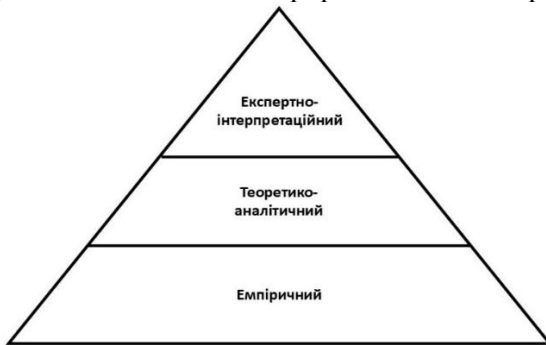 Експертно-
інтерпретаційний
Теоретико-
аналітичний
Емпіричний